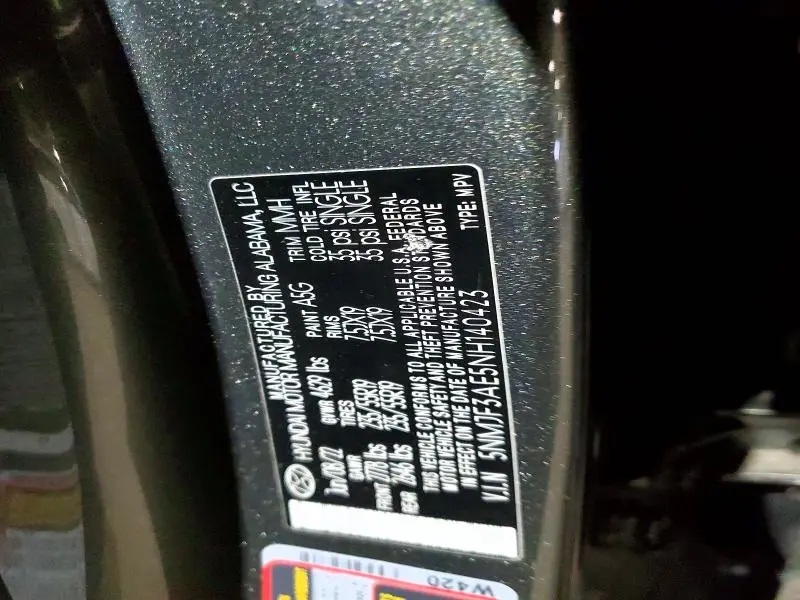 MANUFACTURED BY
HYUNDAI MOTOR MANUFACTURING ALABAMA, LLC
Jun/08/22 GVWR 4629 lbs PAINT A5G TRIM MMH
GAWR TIRES RIMS COLD TIRE INFL
FRONT 2778 lbs 235/55R19 7.5JX19 35 psi SINGLE
REAR 2646 lbs 235/55R19 7.5JX19 35 psi SINGLE
THIS VEHICLE CONFORMS TO ALL APPLICABLE U.S.A. FEDERAL
MOTOR VEHICLE SAFETY AND THEFT PREVENTION STANDARDS
IN EFFECT ON THE DATE OF MANUFACTURE SHOWN ABOVE
V.I.N 5NMJF3AE5NH140423 TYPE: MPV
W420